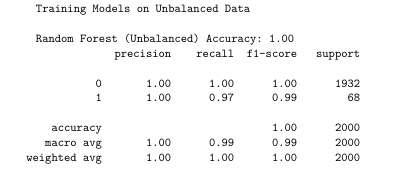 Training Models on Unbalanced Data
Random Forest (Unbalanced) Accuracy: 1.00
precision recall f1-score support
0 1.00 1.00 1.00 1932
1 1.00 0.97 0.99 68
accuracy 1.00 2000
macro avg 1.00 0.99 0.99 2000
weighted avg 1.00 1.00 1.00 2000